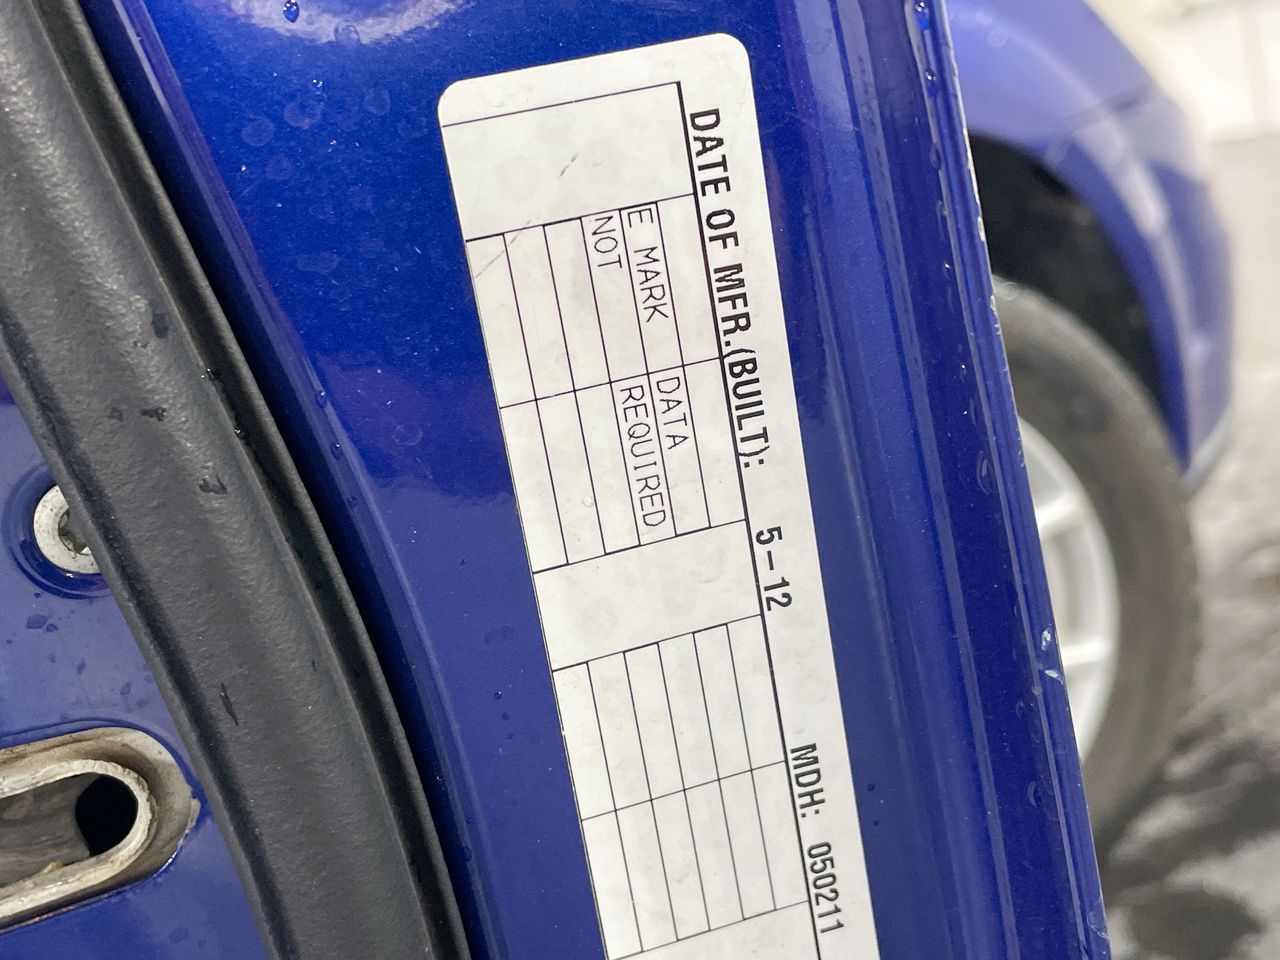 DATE OF MFR.(BUILT): 5-12 MDH: 050211
E MARK DATA
NOT REQUIRED